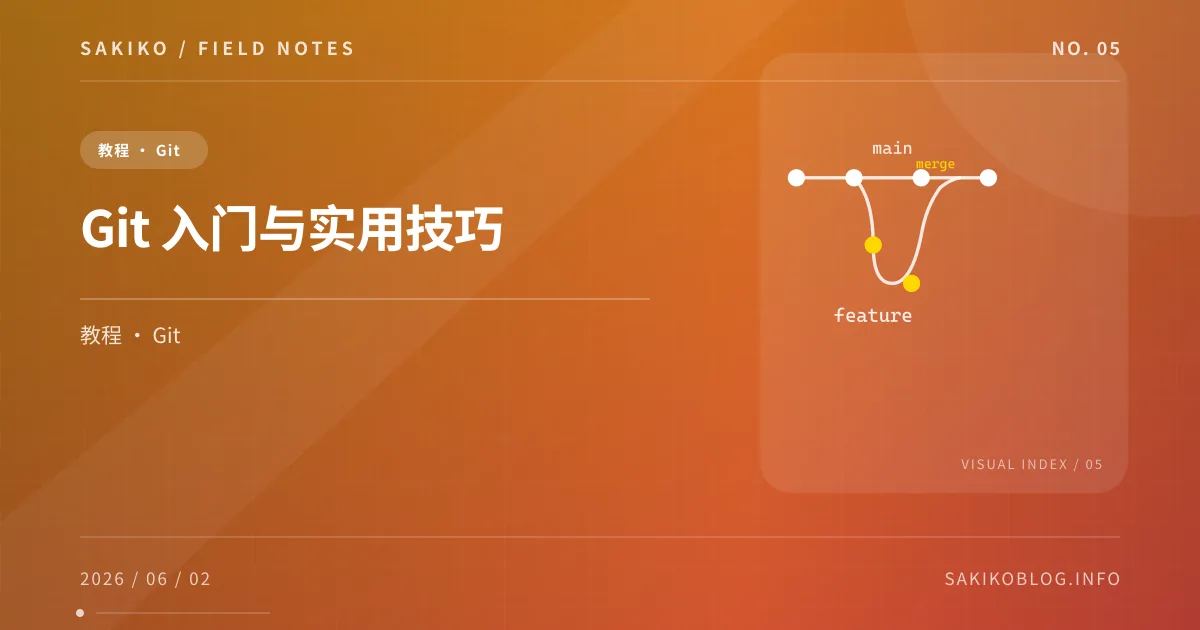 SAKIKO / FIELD NOTES
NO. 05
教程 · Git
Git 入门与实用技巧
教程 · Git
main
merge
feature
VISUAL INDEX / 05
2026 / 06 / 02
SAKIKOBLOG.INFO